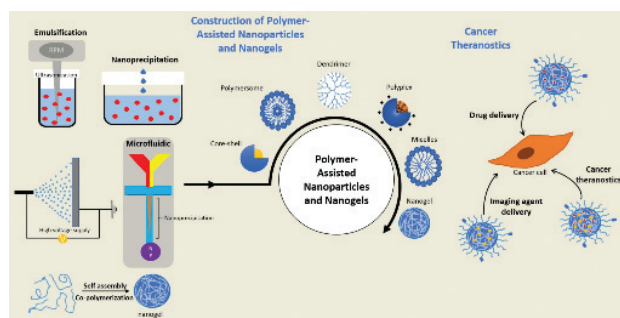 Construction of Polymer-
Assisted Nanoparticles
and Nanogels
Cancer
Theranostics
Emulsification
RPM
Ultrasonication
Nanoprecipitation
Microfluidic
Nanoprecipitation
High voltage supply
Self assembly
Co-polymerization
nanogel
Core-shell
Polymersome
Dendrimer
Polyplex
Micelles
Nanogel
Polymer-
Assisted
Nanoparticles
and Nanogels
Drug delivery
Cancer cell
Cancer
theranostics
Imaging agent
delivery